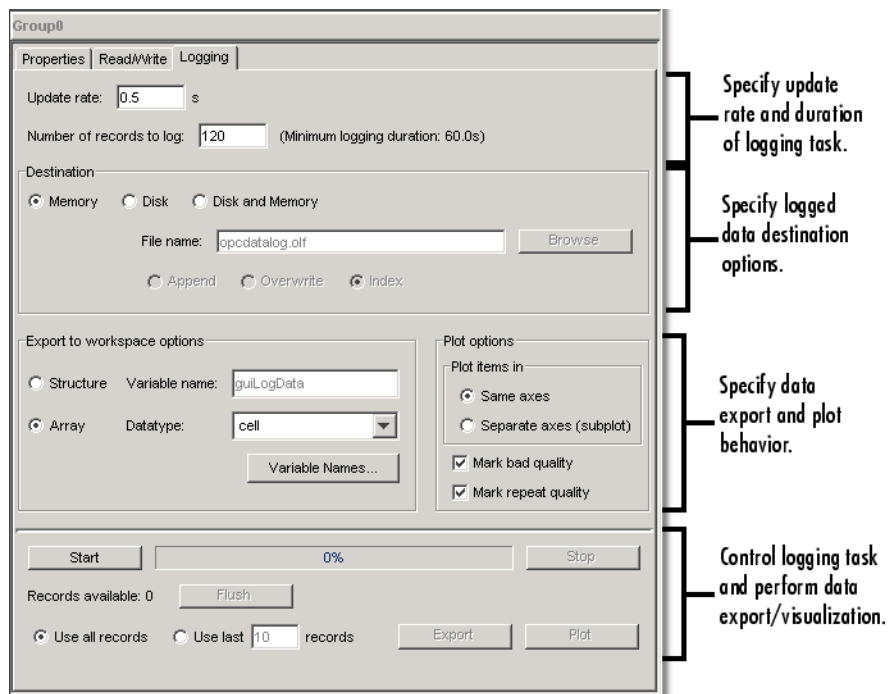 Group0
Properties Read/Write Logging
Update rate: 0.5 s
Number of records to log: 120 (Minimum logging duration: 60.0s)
Specify update
rate and duration
of logging task.
Destination
Memory Disk Disk and Memory
File name: opcdatalog.olf Browse
Append Overwrite Index
Specify logged
data destination
options.
Export to workspace options
Structure Variable name: guiLogData
Array Datatype: cell
Variable Names...
Plot options
Plot items in
Same axes
Separate axes (subplot)
Mark bad quality
Mark repeat quality
Specify data
export and plot
behavior.
Start 0% Stop
Records available: 0 Flush
Use all records Use last 10 records Export Plot
Control logging task
and perform data
export/visualization.